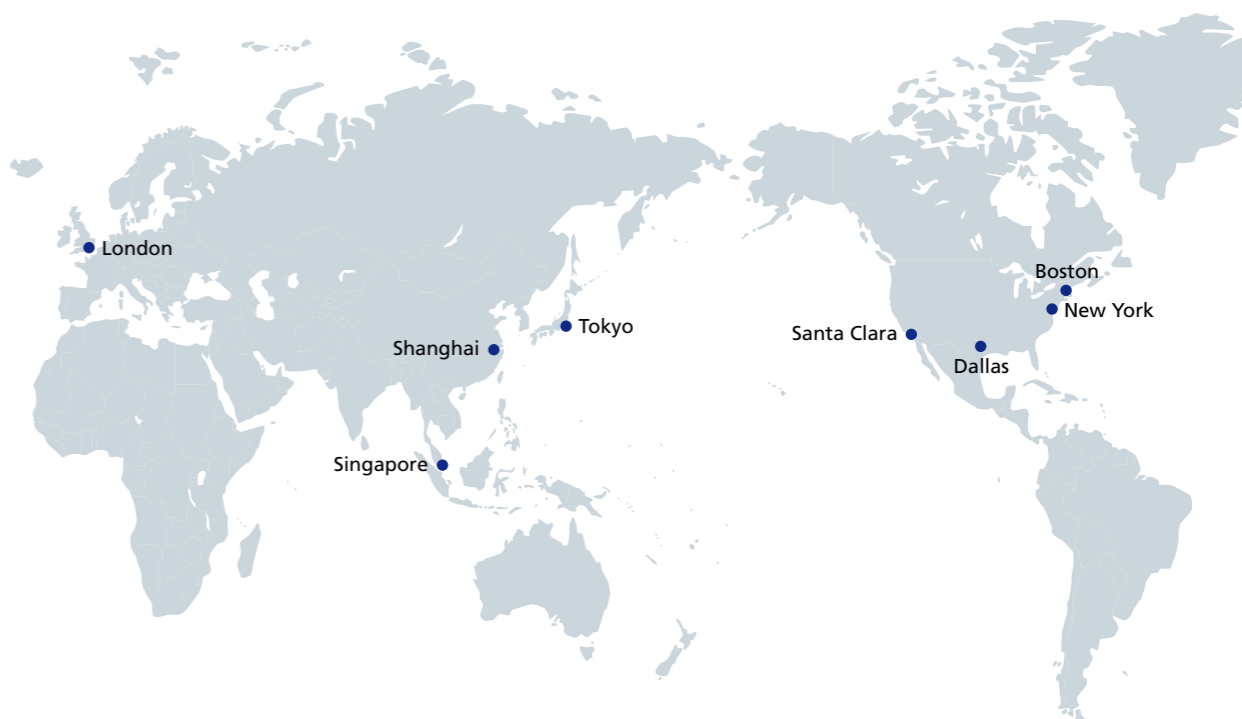 London
Boston
New York
Tokyo
Santa Clara
Shanghai
Dallas
Singapore